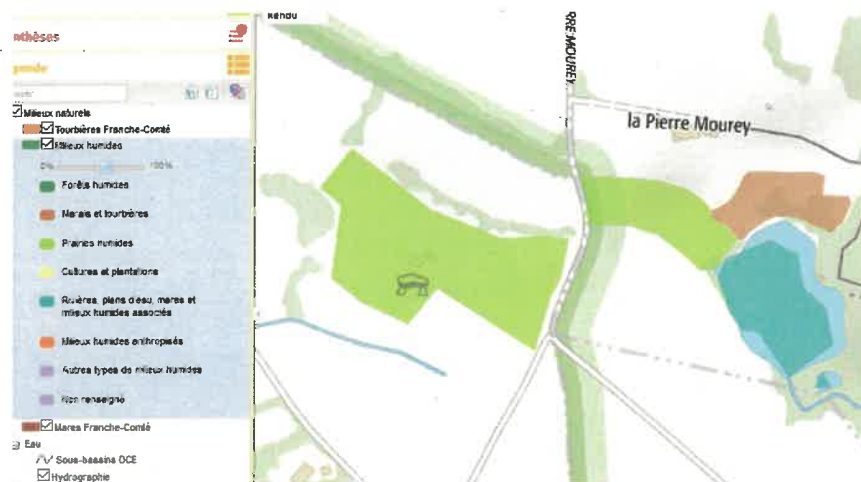 nthèses
Milieux naturels
Tourbières Franche-Comté
Milieux humides
0%
100%
Forêts humides
Marais et tourbières
Prairies humides
Cultures et plantations
Rivières, plans d'eau, mares et
milieux humides associés
Milieux humides anthropisés
Autres types de milieux humides
Non renseigné
Mares Franche-Comté
Eau
Sous-bassins DCE
Hydrographie
Rendu
RRE MOUREY
la Pierre Mourey